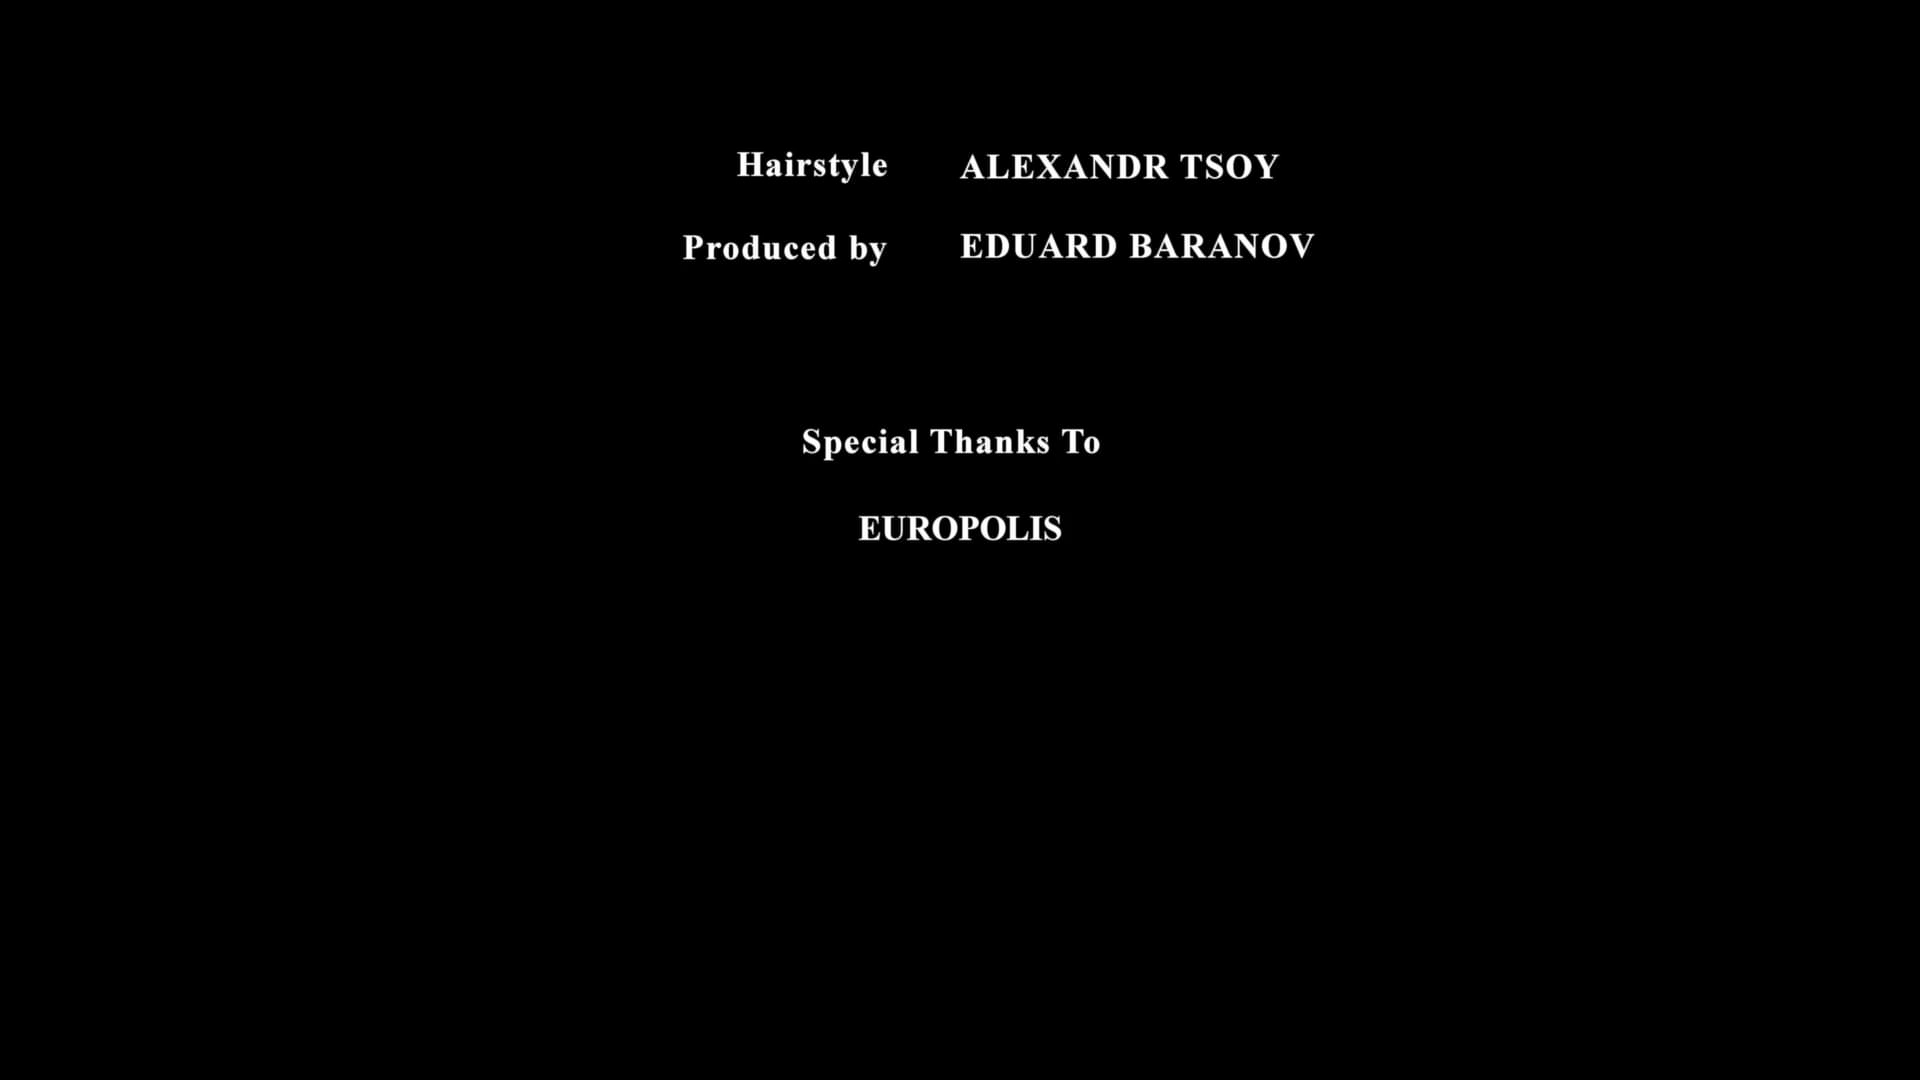 Hairstyle ALEXANDR TSOY
Produced by EDUARD BARANOV
Special Thanks To
EUROPOLIS